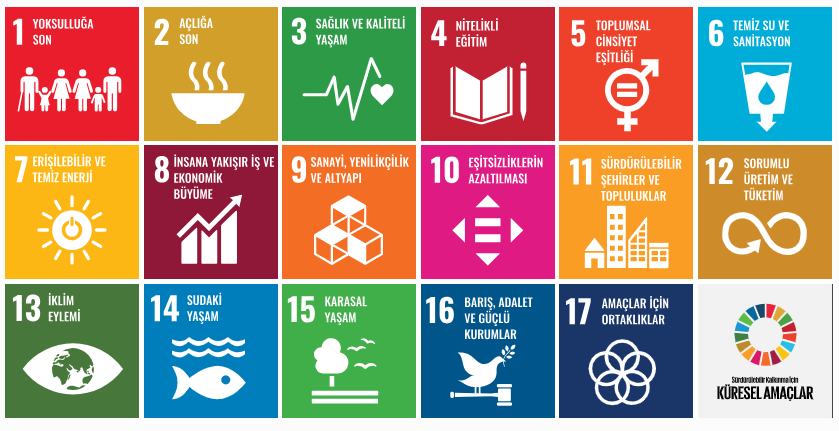 1 YOKSULLUĞA
SON
2 AÇLIĞA
SON
3 SAĞLIK VE KALİTELİ
YAŞAM
4 NİTELİKLİ
EĞİTİM
5 TOPLUMSAL
CİNSİYET
EŞİTLİĞİ
6 TEMİZ SU VE
SANİTASYON
7 ERİŞİLEBİLİR VE
TEMİZ ENERJİ
8 İNSANA YAKIŞIR İŞ VE
EKONOMİK
BÜYÜME
9 SANAYİ, YENİLİKÇİLİK
VE ALTYAPI
10 EŞİTSİZLİKLERİN
AZALTILMASI
11 SÜRDÜRÜLEBİLİR
ŞEHİRLER VE
TOPLULUKLAR
12 SORUMLU
ÜRETİM VE
TÜKETİM
13 İKLİM
EYLEMİ
14 SUDAKİ
YAŞAM
15 KARASAL
YAŞAM
16 BARIŞ, ADALET
VE GÜÇLÜ
KURUMLAR
17 AMAÇLAR İÇİN
ORTAKLIKLAR
Sürdürülebilir Kalkınma için
KÜRESEL AMAÇLAR